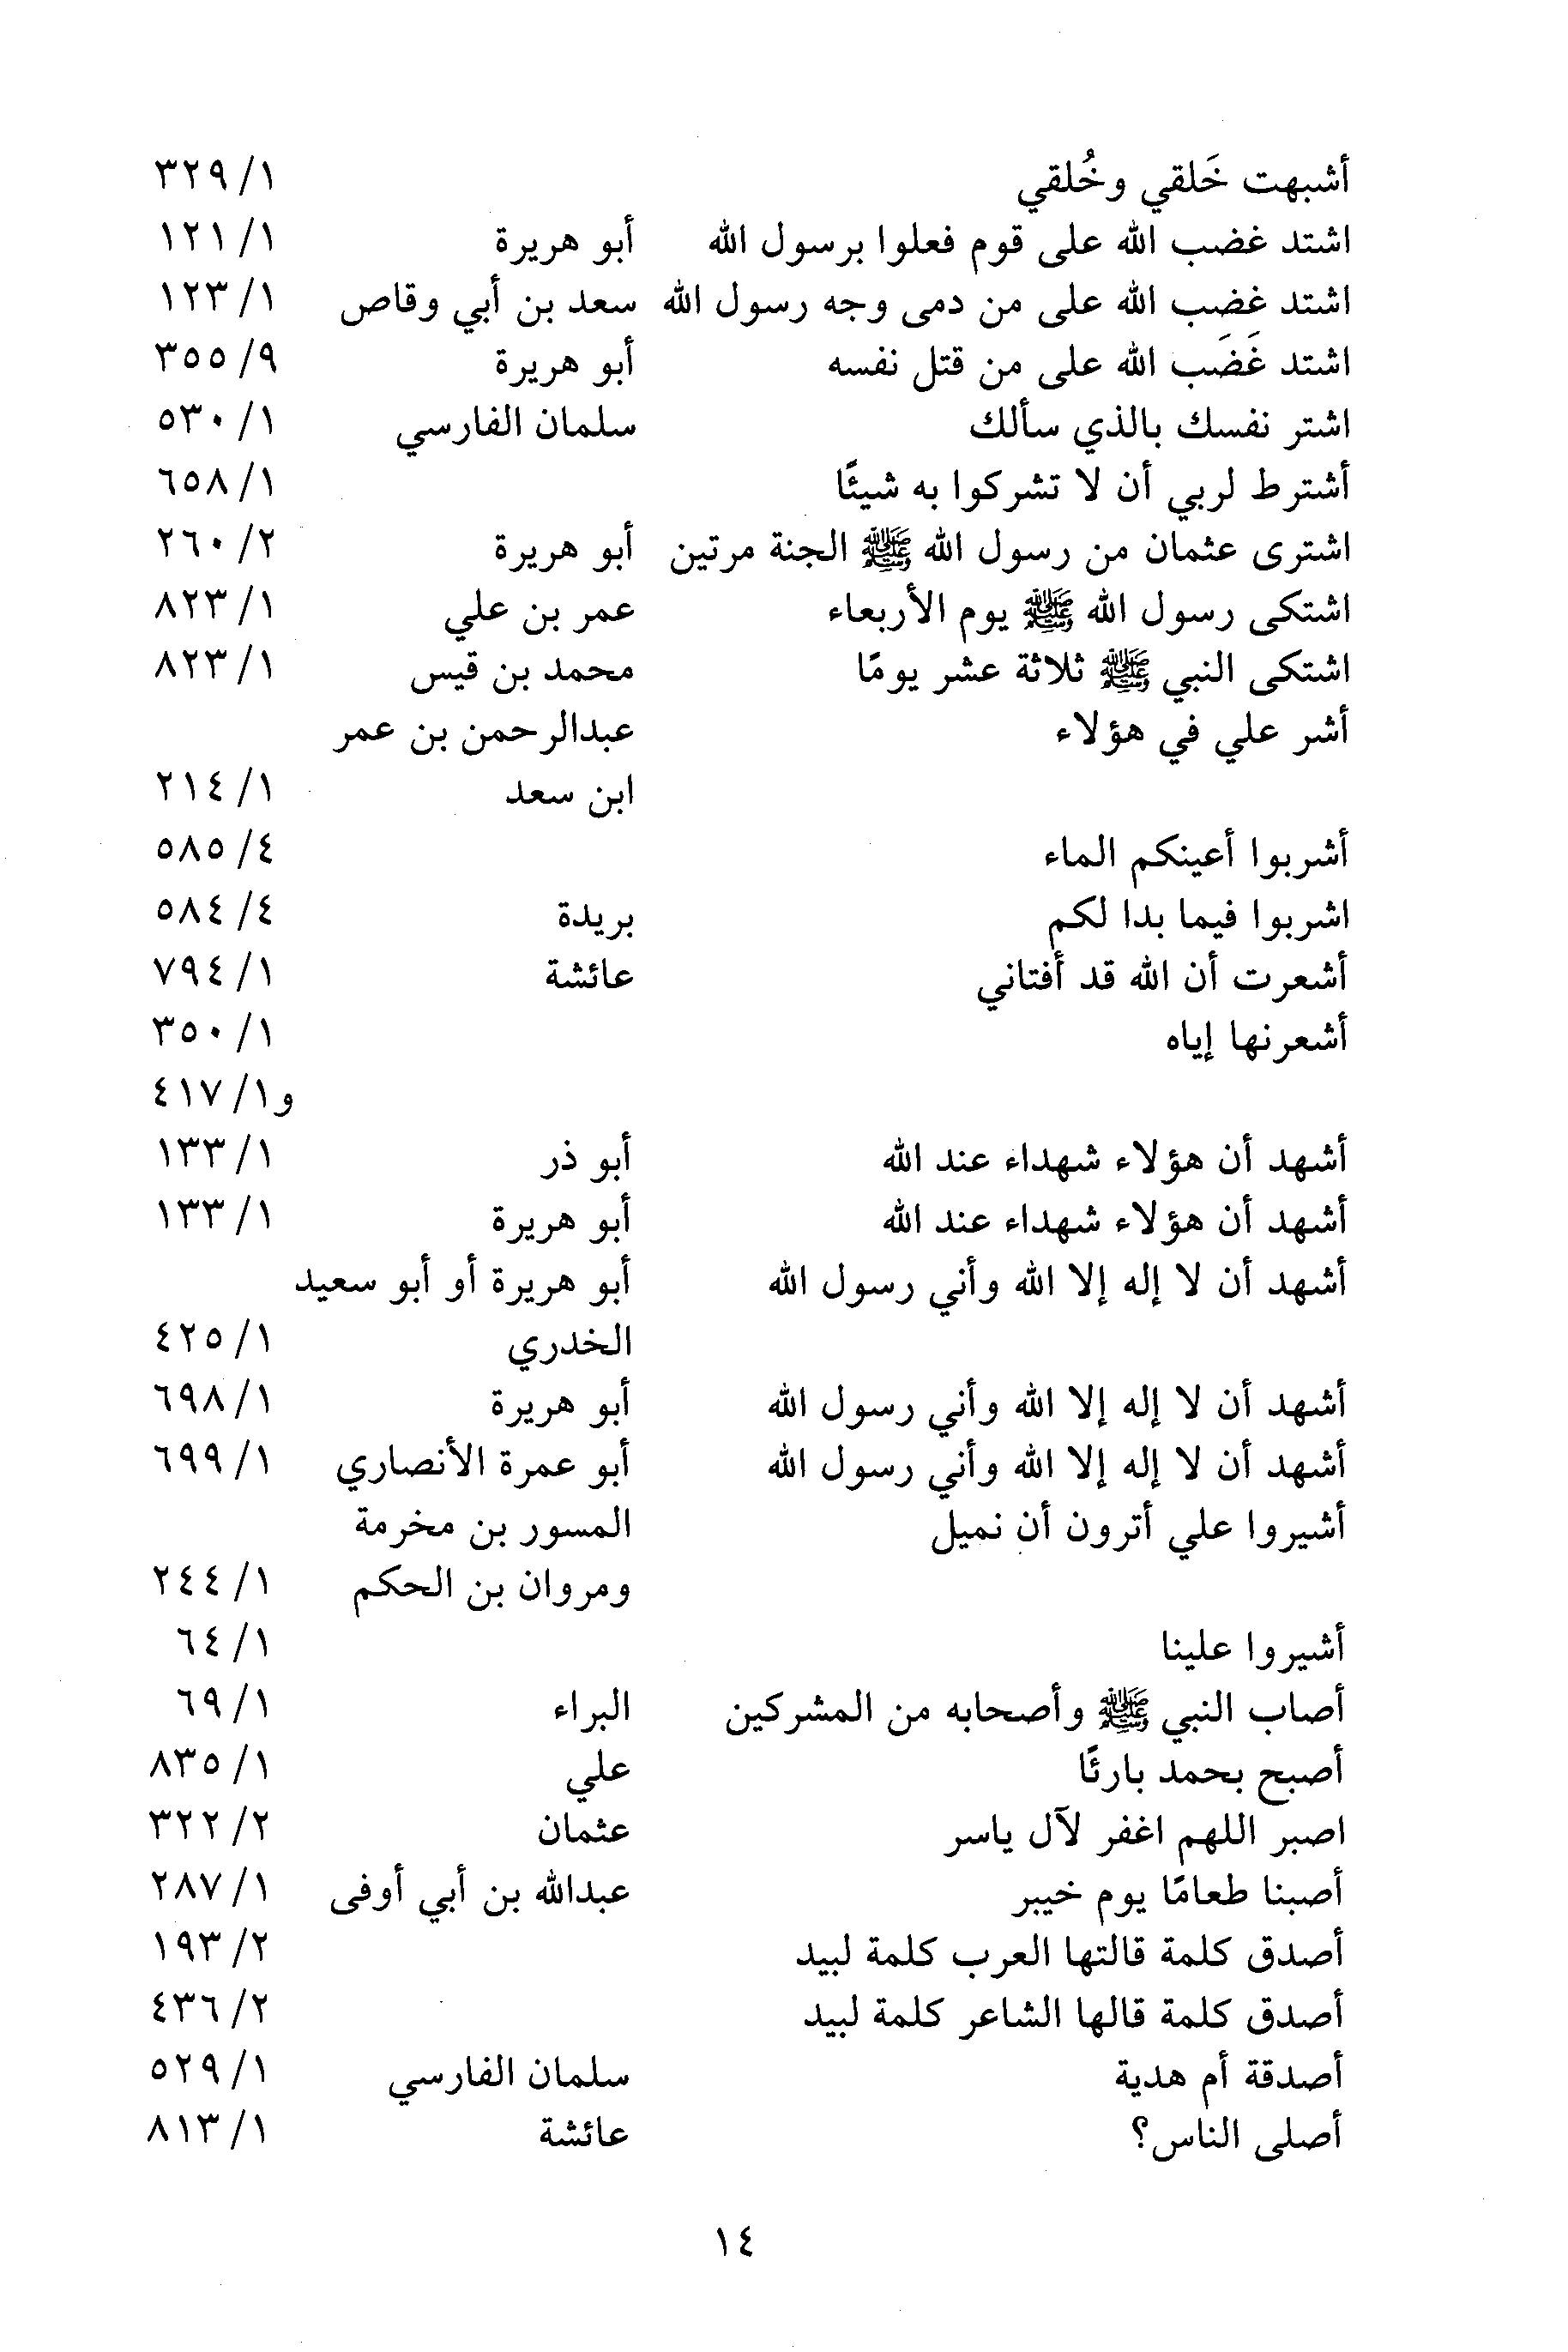 أشبهت خَلقي وخُلقي ١/ ٣٢٩
اشتد غضب الله على قوم فعلوا برسول الله أبو هريرة ١/ ١٢١
اشتد غضب الله على من دمى وجه رسول الله سعد بن أبي وقاص ١/ ١٢٣
اشتد غَضَب الله على من قتل نفسه أبو هريرة ٩/ ٣٥٥
اشتر نفسك بالذي سألك سلمان الفارسي ١/ ٥٣٠
أشترط لربي أن لا تشركوا به شيئًا ١/ ٦٥٨
اشترى عثمان من رسول الله ﷺ الجنة مرتين أبو هريرة ٢/ ٢٦٠
اشتكى رسول الله ﷺ يوم الأربعاء عمر بن علي ١/ ٨٢٣
اشتكى النبي ﷺ ثلاثة عشر يومًا محمد بن قيس ١/ ٨٢٣
أشر علي في هؤلاء عبدالرحمن بن عمر
ابن سعد ١/ ٢١٤
أشربوا أعينكم الماء ٤/ ٥٨٥
اشربوا فيما بدا لكم بريدة ٤/ ٥٨٤
أشعرت أن الله قد أفتاني عائشة ١/ ٧٩٤
أشعرنها إياه ١/ ٣٥٠
و١/ ٤١٧
أشهد أن هؤلاء شهداء عند الله أبو ذر ١/ ١٣٣
أشهد أن هؤلاء شهداء عند الله أبو هريرة ١/ ١٣٣
أشهد أن لا إله إلا الله وأني رسول الله أبو هريرة أو أبو سعيد
الخدري ١/ ٤٢٥
أشهد أن لا إله إلا الله وأني رسول الله أبو هريرة ١/ ٦٩٨
أشهد أن لا إله إلا الله وأني رسول الله أبو عمرة الأنصاري ١/ ٦٩٩
أشيروا علي أترون أن نميل المسور بن مخرمة
ومروان بن الحكم ١/ ٢٤٤
أشيروا علينا ١/ ٦٤
أصاب النبي ﷺ وأصحابه من المشركين البراء ١/ ٦٩
أصبح بحمد بارئًا علي ١/ ٨٣٥
اصبر اللهم اغفر لآل ياسر عثمان ٢/ ٣٢٢
أصبنا طعامًا يوم خيبر عبدالله بن أبي أوفى ١/ ٢٨٧
أصدق كلمة قالتها العرب كلمة لبيد ٢/ ١٩٣
أصدق كلمة قالها الشاعر كلمة لبيد ٢/ ٤٣٦
أصدقة أم هدية سلمان الفارسي ١/ ٥٢٩
أصلى الناس؟ عائشة ١/ ٨١٣
١٤